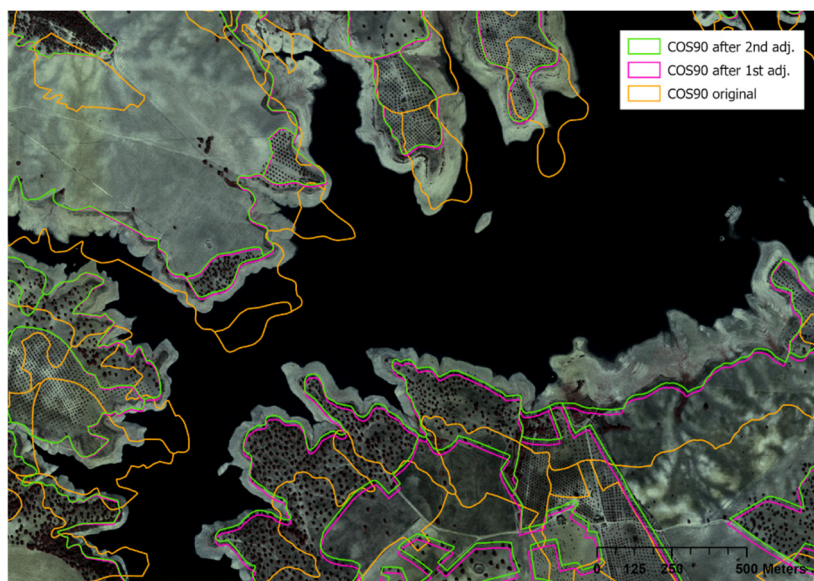 COS90 after 2nd adj.
COS90 after 1st adj.
COS90 original
0 125 250 500 Meters